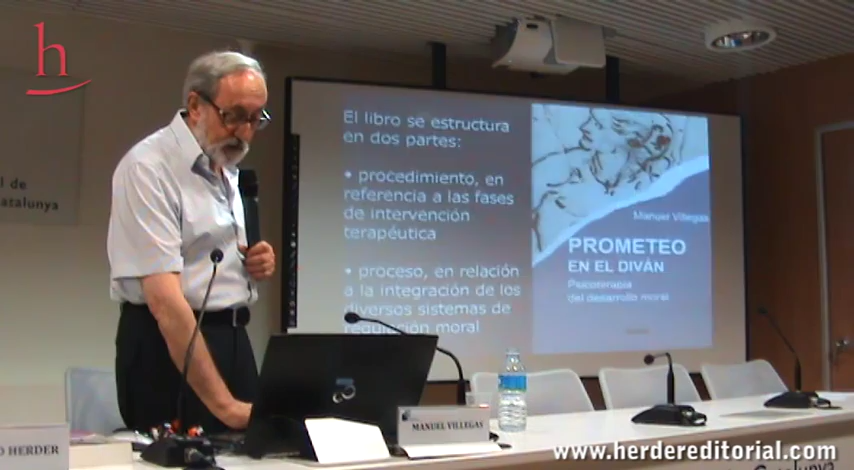 h
l de
Catalunya
El libro se estructura
en dos partes:
• procedimiento, en
referencia a las fases
de intervención
terapéutica
• proceso, en relación
a la integración de los
diversos sistemas de
regulación moral
Manuel Villegas
PROMETEO
EN EL DIVÁN
Psicoterapia
del desarrollo moral
MANUEL VILLEGAS
O HERDER
www.herdereditorial.com